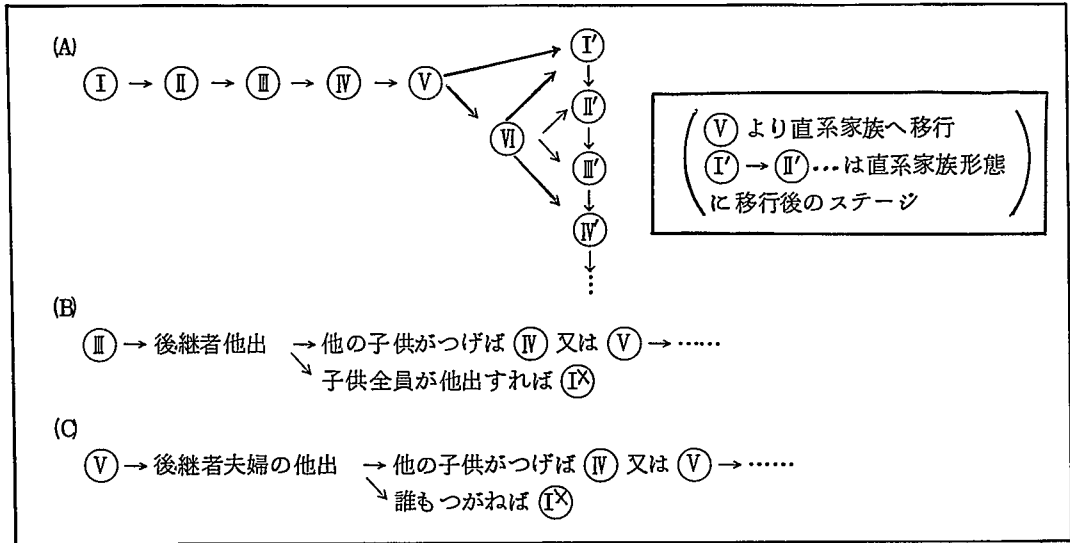 (A)
Ⅰ → Ⅱ → Ⅲ → Ⅳ → Ⅴ
Ⅵ
Ⅰ′
Ⅱ′
Ⅲ′
Ⅳ′
⋮
Ⅴ より直系家族へ移行
Ⅰ′ → Ⅱ′ …は直系家族形態
に移行後のステージ
(B)
Ⅲ → 後継者他出 → 他の子供がつげば Ⅳ 又は Ⅴ → ……
子供全員が他出すれば Ⅰ×
(C)
Ⅴ → 後継者夫婦の他出 → 他の子供がつげば Ⅳ 又は Ⅴ → ……
誰もつがねば Ⅰ×